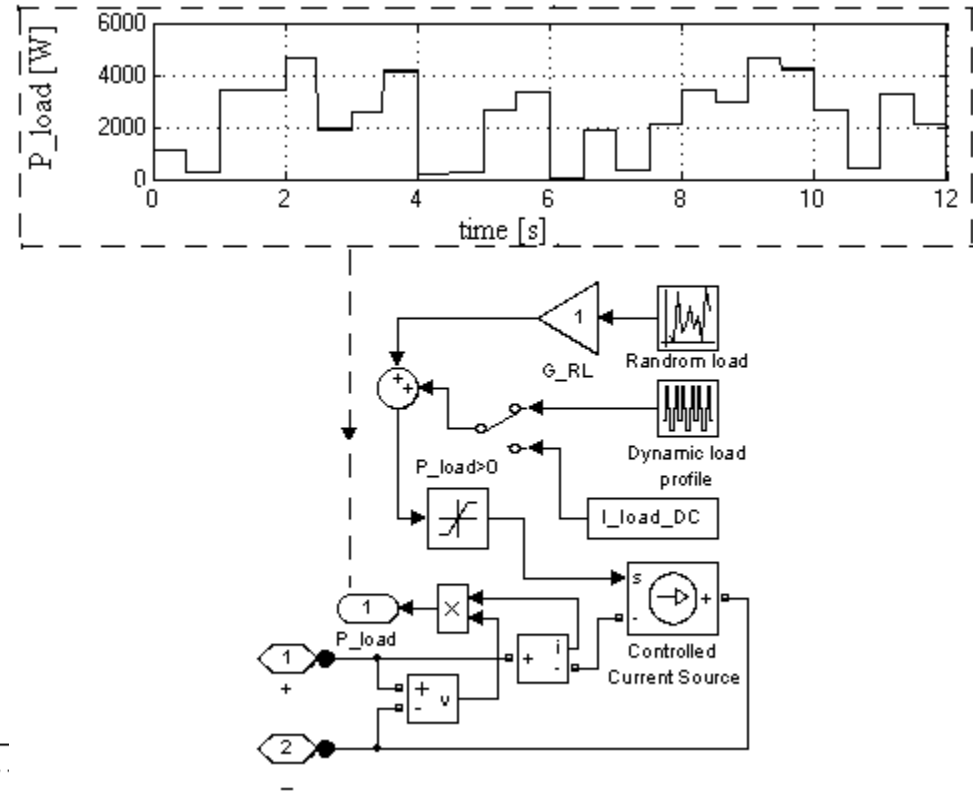 6000
4000
2000
0
P_load [W]
0 2 4 6 8 10 12
time [s]
1
G_RL
Randrom load
+
+
Dynamic load
profile
P_load>0
I_load_DC
s
+
-
Controlled
Current Source
1
×
P_load
1
+
+
i
-
+
-
v
2
–